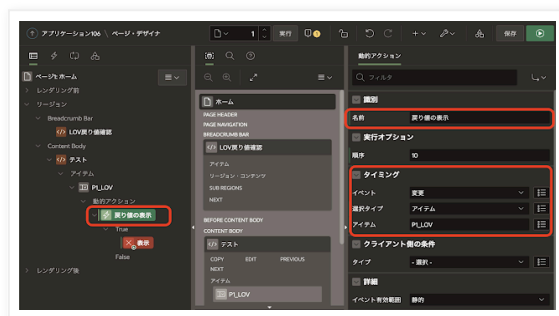 アプリケーション106 \ ページ・デザイナ
1
実行
保存
ページ1: ホーム
レンダリング前
リージョン
Breadcrumb Bar
LOV戻り値確認
Content Body
テスト
アイテム
P1_LOV
動的アクション
戻り値の表示
True
表示
False
レンダリング後
ホーム
PAGE HEADER
PAGE NAVIGATION
BREADCRUMB BAR
LOV戻り値確認
アイテム
リージョン・コンテンツ
SUB REGIONS
NEXT
BEFORE CONTENT BODY
CONTENT BODY
テスト
COPY EDIT PREVIOUS
NEXT
アイテム
P1_LOV
動的アクション
フィルタ
識別
名前 戻り値の表示
実行オプション
順序 10
タイミング
イベント 変更
選択タイプ アイテム
アイテム P1_LOV
クライアント側の条件
タイプ - 選択 -
詳細
イベント有効範囲 静的